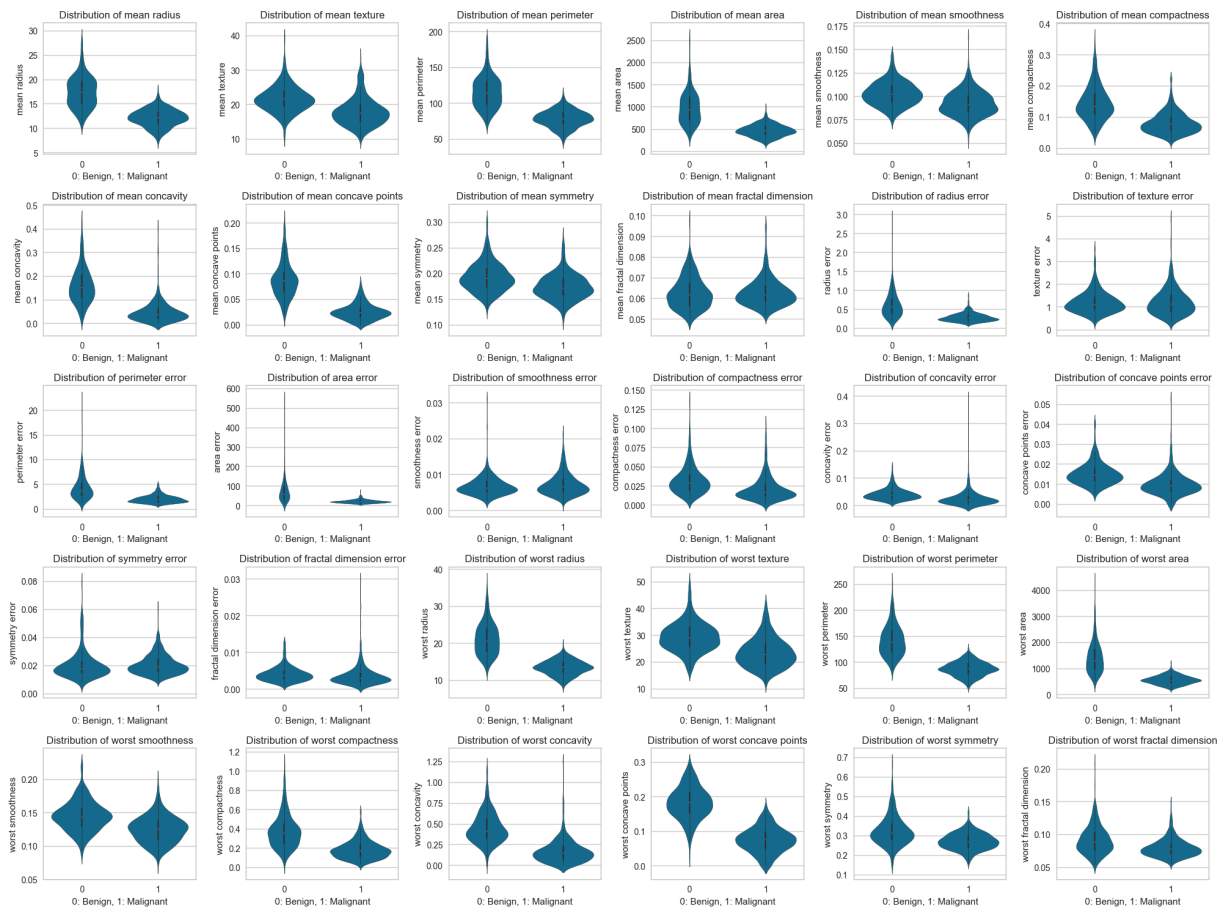 Distribution of mean radius
mean radius
30
25
20
15
10
5
0
1
0: Benign, 1: Malignant
Distribution of mean texture
mean texture
40
30
20
10
0
1
0: Benign, 1: Malignant
Distribution of mean perimeter
mean perimeter
200
150
100
50
0
1
0: Benign, 1: Malignant
Distribution of mean area
mean area
2500
2000
1500
1000
500
0
0
1
0: Benign, 1: Malignant
Distribution of mean smoothness
mean smoothness
0.175
0.150
0.125
0.100
0.075
0.050
0
1
0: Benign, 1: Malignant
Distribution of mean compactness
mean compactness
0.4
0.3
0.2
0.1
0.0
0
1
0: Benign, 1: Malignant
Distribution of mean concavity
mean concavity
0.5
0.4
0.3
0.2
0.1
0.0
0
1
0: Benign, 1: Malignant
Distribution of mean concave points
mean concave points
0.20
0.15
0.10
0.05
0.00
0
1
0: Benign, 1: Malignant
Distribution of mean symmetry
mean symmetry
0.30
0.25
0.20
0.15
0.10
0
1
0: Benign, 1: Malignant
Distribution of mean fractal dimension
mean fractal dimension
0.10
0.09
0.08
0.07
0.06
0.05
0
1
0: Benign, 1: Malignant
Distribution of radius error
radius error
3.0
2.5
2.0
1.5
1.0
0.5
0.0
0
1
0: Benign, 1: Malignant
Distribution of texture error
texture error
5
4
3
2
1
0
0
1
0: Benign, 1: Malignant
Distribution of perimeter error
perimeter error
20
15
10
5
0
0
1
0: Benign, 1: Malignant
Distribution of area error
area error
600
500
400
300
200
100
0
0
1
0: Benign, 1: Malignant
Distribution of smoothness error
smoothness error
0.03
0.02
0.01
0.00
0
1
0: Benign, 1: Malignant
Distribution of compactness error
compactness error
0.150
0.125
0.100
0.075
0.050
0.025
0.000
0
1
0: Benign, 1: Malignant
Distribution of concavity error
concavity error
0.4
0.3
0.2
0.1
0.0
0
1
0: Benign, 1: Malignant
Distribution of concave points error
concave points error
0.06
0.05
0.04
0.03
0.02
0.01
0.00
0
1
0: Benign, 1: Malignant
Distribution of symmetry error
symmetry error
0.08
0.06
0.04
0.02
0.00
0
1
0: Benign, 1: Malignant
Distribution of fractal dimension error
fractal dimension error
0.03
0.02
0.01
0.00
0
1
0: Benign, 1: Malignant
Distribution of worst radius
worst radius
40
30
20
10
0
1
0: Benign, 1: Malignant
Distribution of worst texture
worst texture
50
40
30
20
10
0
1
0: Benign, 1: Malignant
Distribution of worst perimeter
worst perimeter
250
200
150
100
50
0
1
0: Benign, 1: Malignant
Distribution of worst area
worst area
4000
3000
2000
1000
0
0
1
0: Benign, 1: Malignant
Distribution of worst smoothness
worst smoothness
0.20
0.15
0.10
0.05
0
1
0: Benign, 1: Malignant
Distribution of worst compactness
worst compactness
1.2
1.0
0.8
0.6
0.4
0.2
0.0
0
1
0: Benign, 1: Malignant
Distribution of worst concavity
worst concavity
1.25
1.00
0.75
0.50
0.25
0.00
0
1
0: Benign, 1: Malignant
Distribution of worst concave points
worst concave points
0.3
0.2
0.1
0.0
0
1
0: Benign, 1: Malignant
Distribution of worst symmetry
worst symmetry
0.7
0.6
0.5
0.4
0.3
0.2
0.1
0
1
0: Benign, 1: Malignant
Distribution of worst fractal dimension
worst fractal dimension
0.20
0.15
0.10
0.05
0
1
0: Benign, 1: Malignant